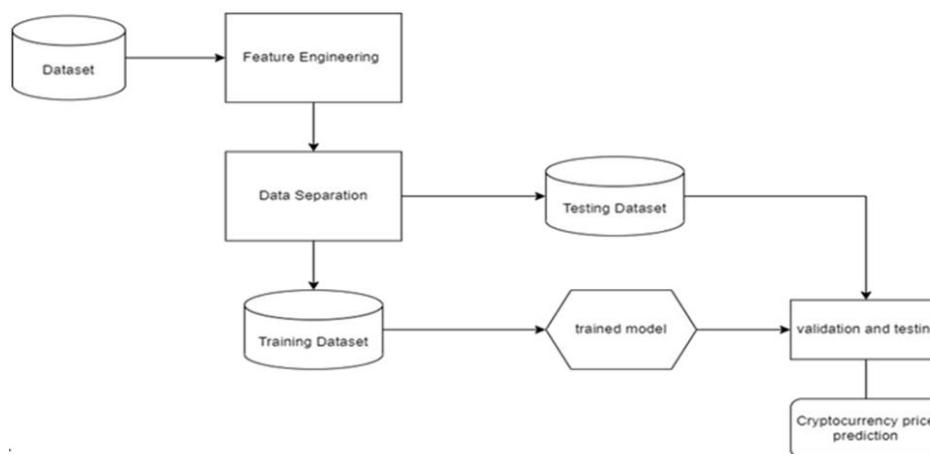 Dataset
Feature Engineering
Data Separation
Testing Dataset
Training Dataset
trained model
validation and testin
Cryptocurrency price
prediction